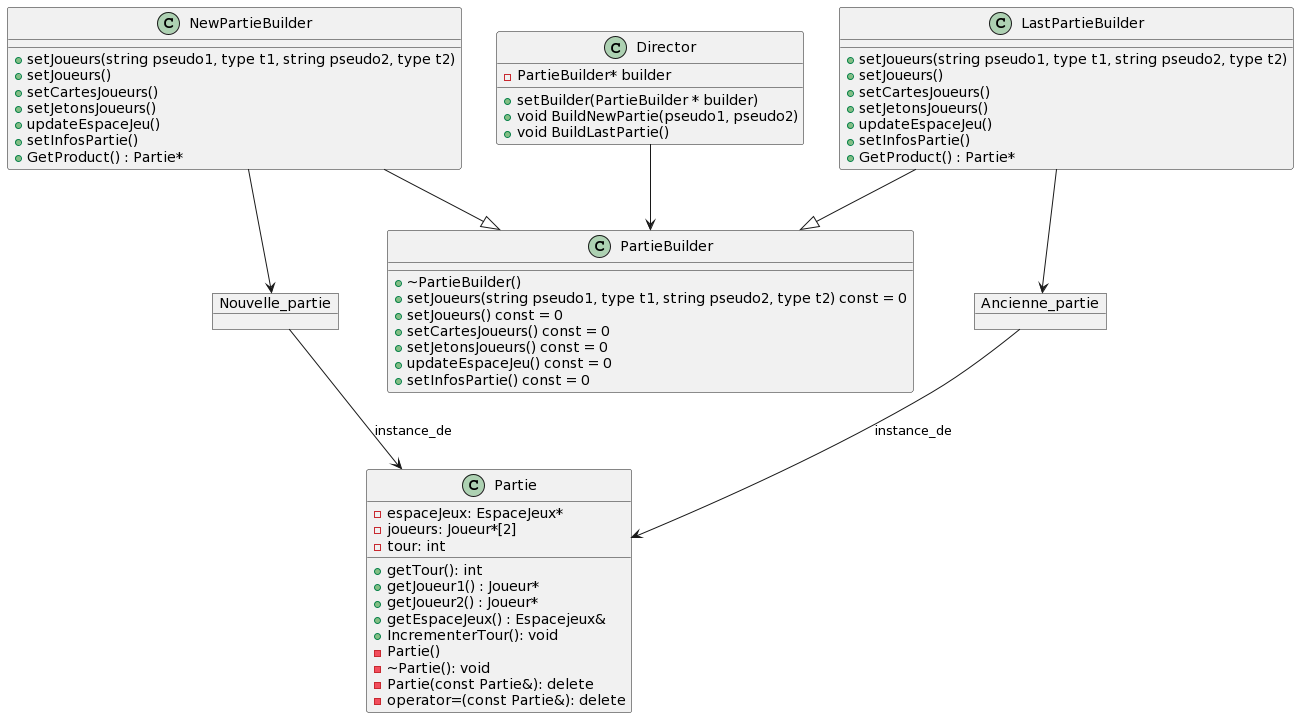 NewPartieBuilder
setJoueurs(string pseudo1, type t1, string pseudo2, type t2)
setJoueurs()
setCartesJoueurs()
setJetonsJoueurs()
updateEspaceJeu()
setInfosPartie()
GetProduct() : Partie*
Director
PartieBuilder* builder
setBuilder(PartieBuilder * builder)
void BuildNewPartie(pseudo1, pseudo2)
void BuildLastPartie()
LastPartieBuilder
setJoueurs(string pseudo1, type t1, string pseudo2, type t2)
setJoueurs()
setCartesJoueurs()
setJetonsJoueurs()
updateEspaceJeu()
setInfosPartie()
GetProduct() : Partie*
Nouvelle_partie
PartieBuilder
~PartieBuilder()
setJoueurs(string pseudo1, type t1, string pseudo2, type t2) const = 0
setJoueurs() const = 0
setCartesJoueurs() const = 0
setJetonsJoueurs() const = 0
updateEspaceJeu() const = 0
setInfosPartie() const = 0
Ancienne_partie
instance_de
instance_de
Partie
espaceJeux: EspaceJeux*
joueurs: Joueur*[2]
tour: int
getTour(): int
getJoueur1() : Joueur*
getJoueur2() : Joueur*
getEspaceJeux() : Espacejeux&
IncrementerTour(): void
Partie()
~Partie(): void
Partie(const Partie&): delete
operator=(const Partie&): delete